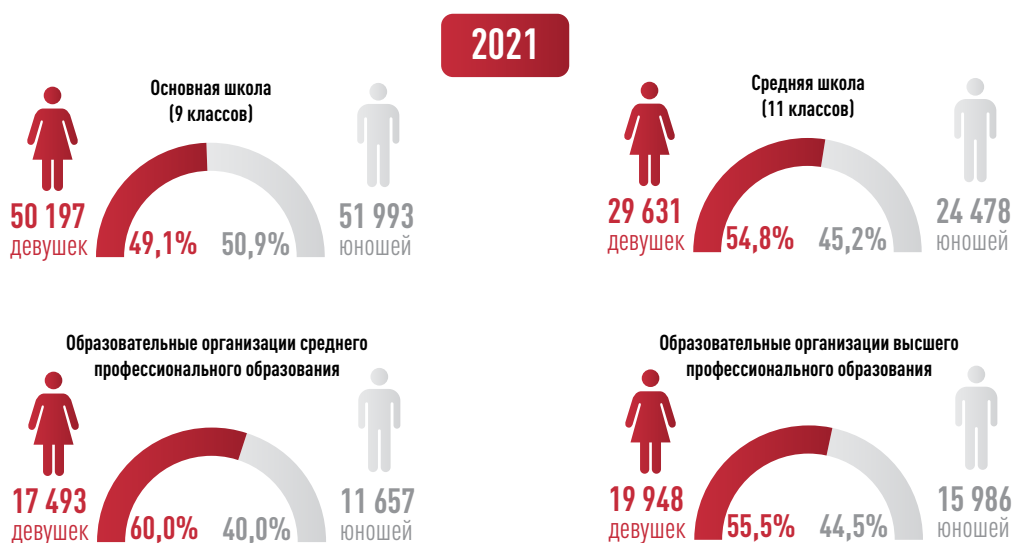 2021
Основная школа
(9 классов)
50 197
девушек
49,1%
50,9%
51 993
юношей
Средняя школа
(11 классов)
29 631
девушек
54,8%
45,2%
24 478
юношей
Образовательные организации среднего
профессионального образования
17 493
девушек
60,0%
40,0%
11 657
юношей
Образовательные организации высшего
профессионального образования
19 948
девушек
55,5%
44,5%
15 986
юношей